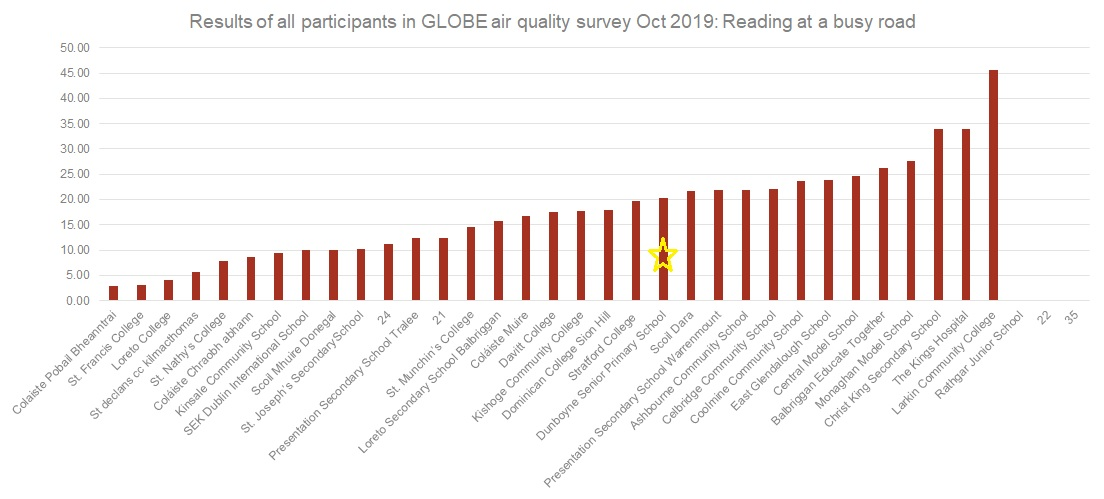 Results of all participants in GLOBE air quality survey Oct 2019: Reading at a busy road
50.00
45.00
40.00
35.00
30.00
25.00
20.00
15.00
10.00
5.00
0.00
Colaiste Pobail Bheanntraí
St. Francis College
Loreto College
St declans cc kilmacthomas
St. Nathy's College
Coláiste Chraobh abhann
Kinsale Community School
SEK Dublin International School
Scoil Mhuire Donegal
St. Joseph's Secondary School
24
Presentation Secondary School Tralee
21
St. Munchin's College
Loreto Secondary School Balbriggan
Coláiste Muire
Davitt College
Kishoge Community College
Dominican College Sion Hill
Stratford College
Dunboyne Senior Primary School
Scoil Dara
Presentation Secondary School Warrenmount
Ashbourne Community School
Celbridge Community School
Coolmine Community School
East Glendalough School
Central Model School
Balbriggan Educate Together
Monaghan Model School
Christ King Secondary School
The Kings Hospital
Larkin Community College
Rathgar Junior School
22
35